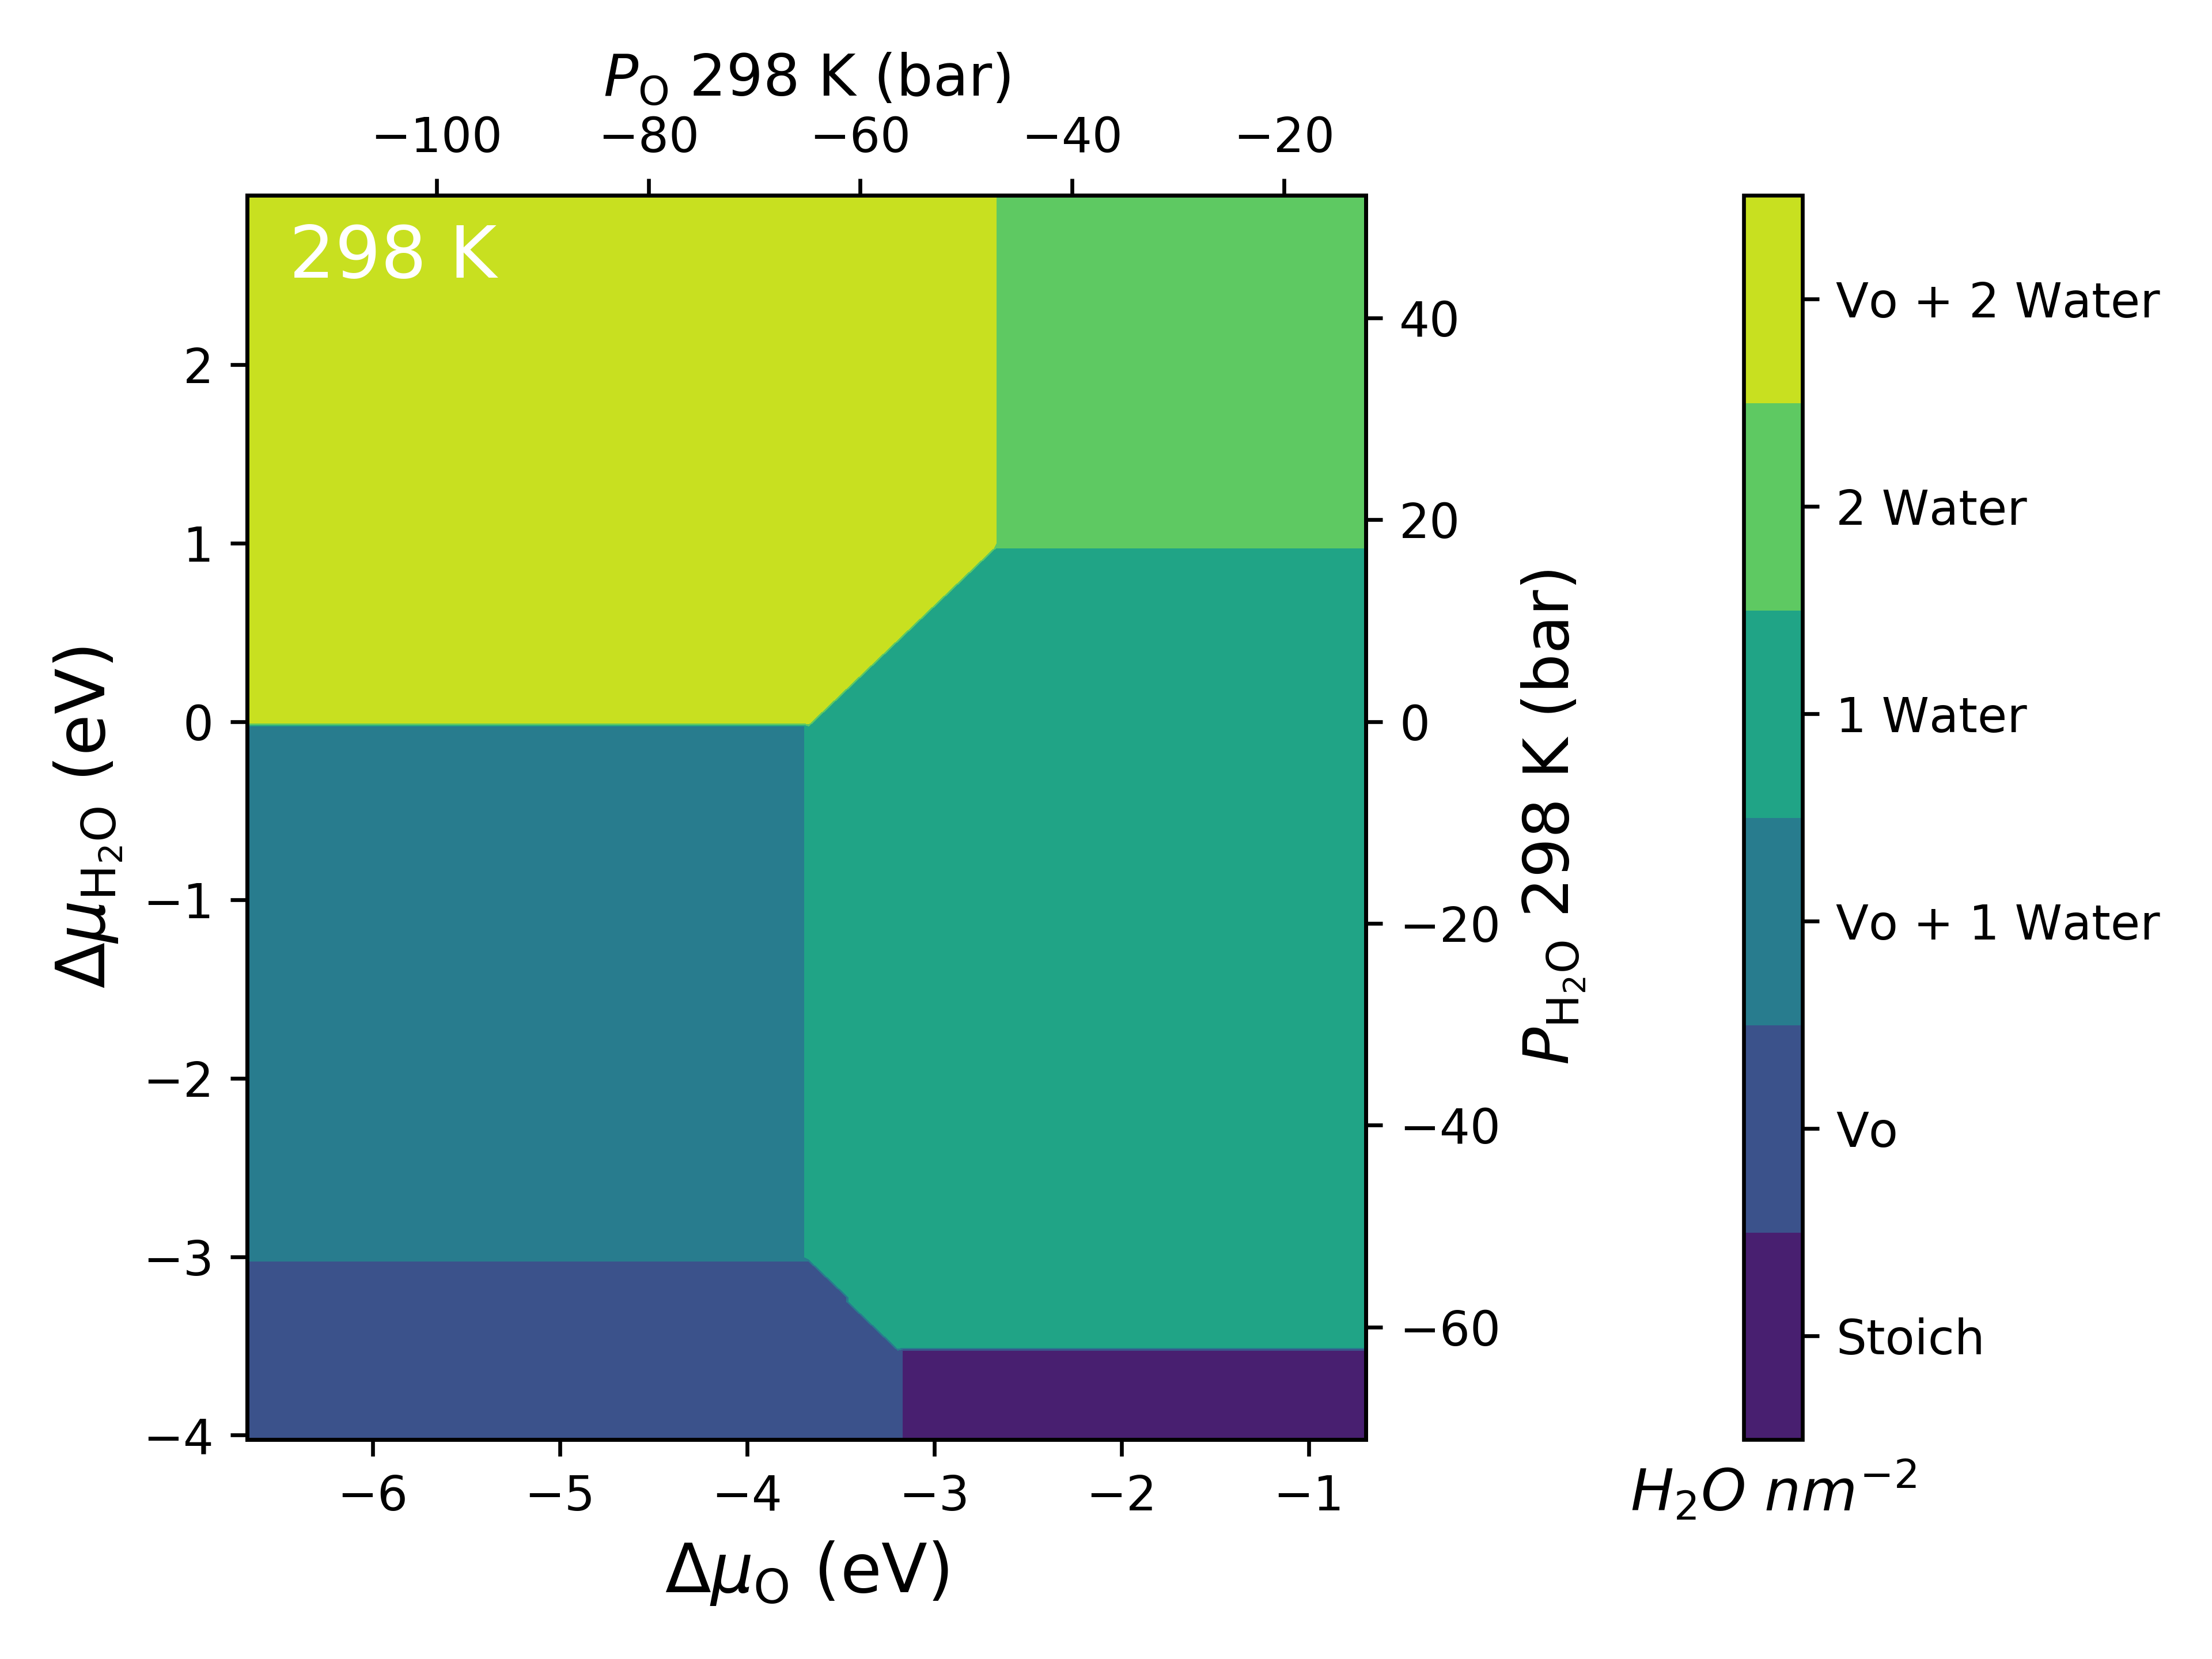 P_O 298 K (bar)
−100 −80 −60 −40 −20
298 K
Δμ_H₂O (eV)
2
1
0
−1
−2
−3
−4
40
20
0
−20
−40
−60
P_H₂O 298 K (bar)
−6 −5 −4 −3 −2 −1
Δμ_O (eV)
Vo + 2 Water
2 Water
1 Water
Vo + 1 Water
Vo
Stoich
H₂O nm⁻²